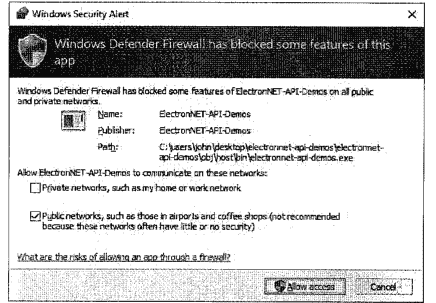 Windows Security Alert
Windows Defender Firewall has blocked some features of this
app
Windows Defender Firewall has blocked some features of ElectronNET-API-Demos on all public
and private networks.
Name: ElectronNET-API-Demos
Publisher: ElectronNET-API-Demos
Path: C:\users\john\desktop\electronnet-api-demos\electronnet-
api-demos\obj\host\bin\electronnet-api-demos.exe
Allow ElectronNET-API-Demos to communicate on these networks:
Private networks, such as my home or work network
Public networks, such as those in airports and coffee shops (not recommended
because these networks often have little or no security)
What are the risks of allowing an app through a firewall?
Allow access Cancel